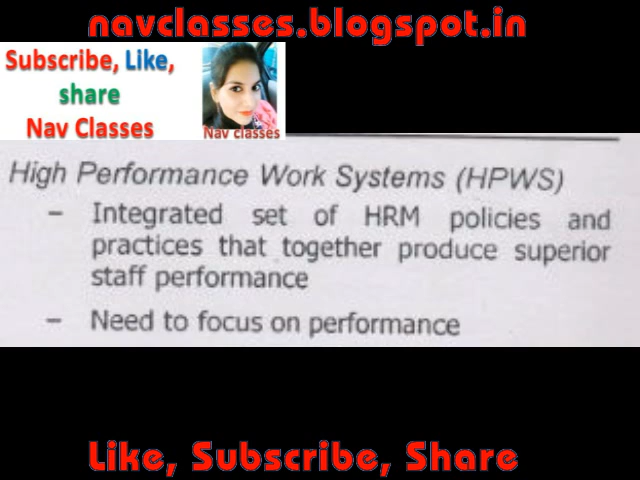 navclasses.blogspot.in
Subscribe, Like,
share
Nav Classes
Nav classes
High Performance Work Systems (HPWS)
– Integrated set of HRM policies and
practices that together produce superior
staff performance
– Need to focus on performance
Like, Subscribe, Share